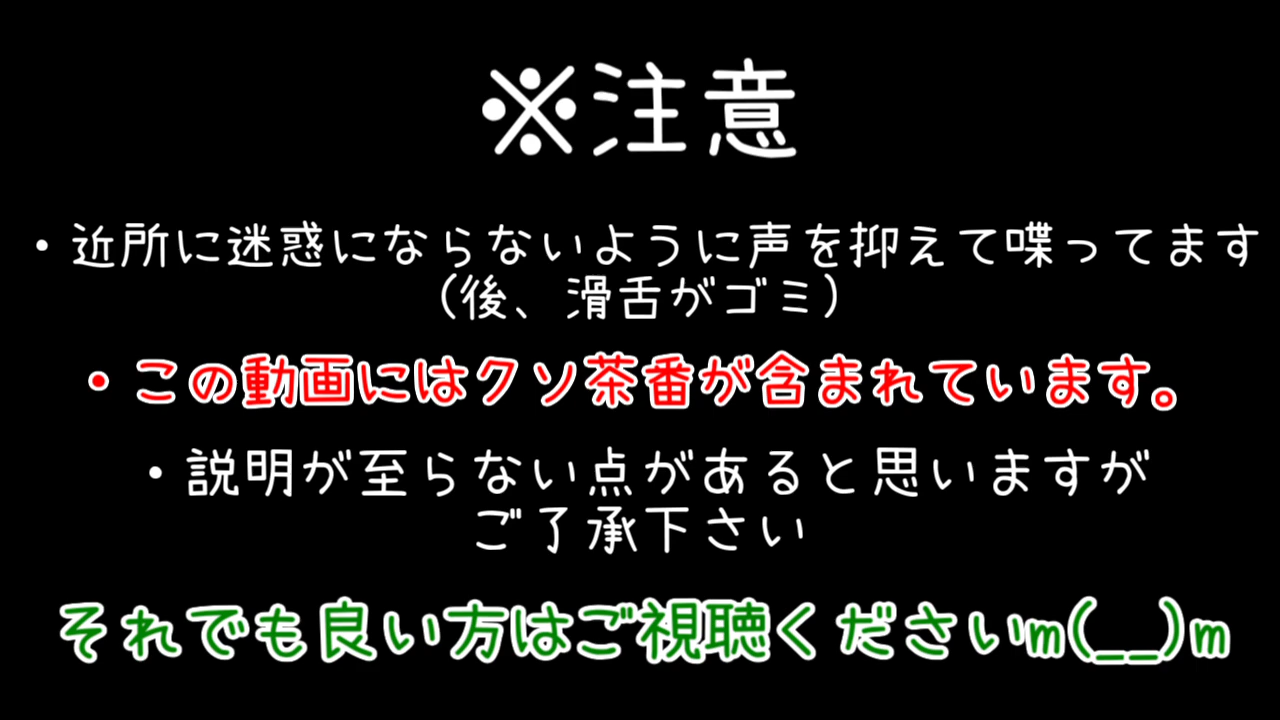 ※注意
・近所に迷惑にならないように声を抑えて喋ってます
(後、滑舌がゴミ)
・この動画にはクソ茶番が含まれています。
・説明が至らない点があると思いますが
ご了承下さい
それでも良い方はご視聴くださいm(__)m